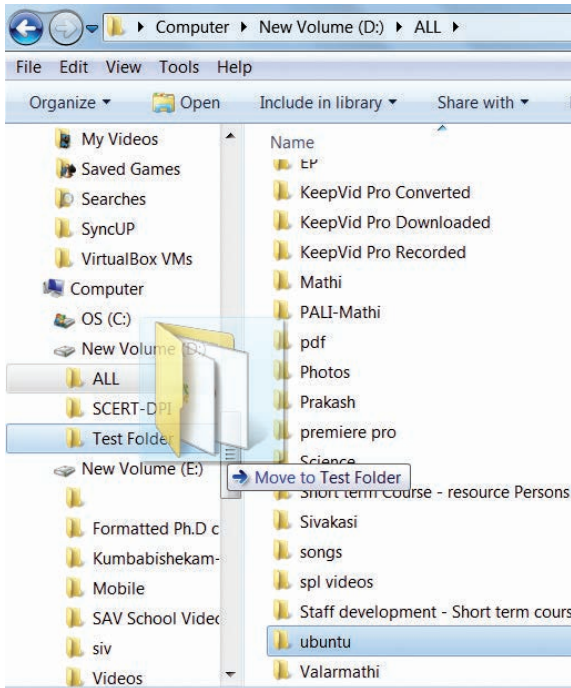 Computer ▸ New Volume (D:) ▸ ALL ▸
File Edit View Tools Help
Organize ▾ Open Include in library ▾ Share with ▾
My Videos
Saved Games
Searches
SyncUP
VirtualBox VMs
Computer
OS (C:)
New Volume (D:)
ALL
SCERT-DPI
Test Folder
New Volume (E:)
Formatted Ph.D c
Kumbabishekam-
Mobile
SAV School Videc
siv
Videos
Move to Test Folder
Name
EP
KeepVid Pro Converted
KeepVid Pro Downloaded
KeepVid Pro Recorded
Mathi
PALI-Mathi
pdf
Photos
Prakash
premiere pro
Science
Short term Course - resource Persons
Sivakasi
songs
spl videos
Staff development - Short term cours
ubuntu
Valarmathi